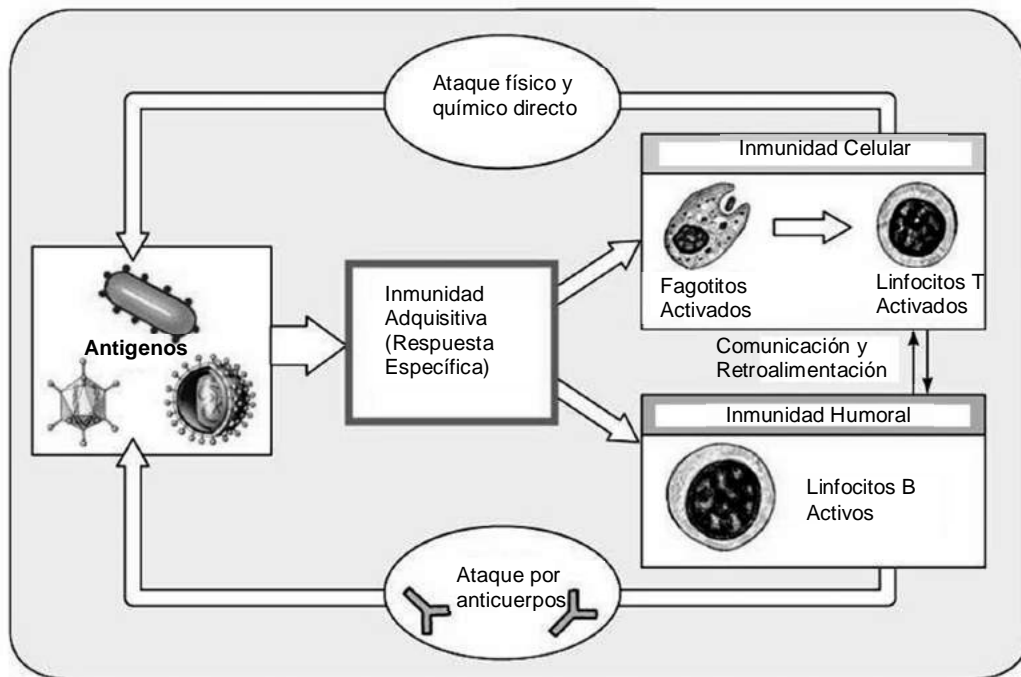 Ataque físico y
químico directo
Inmunidad Celular
Fagotitos
Activados
Linfocitos T
Activados
Antigenos
Inmunidad
Adquisitiva
(Respuesta
Específica)
Comunicación y
Retroalimentación
Inmunidad Humoral
Linfocitos B
Activos
Ataque por
anticuerpos